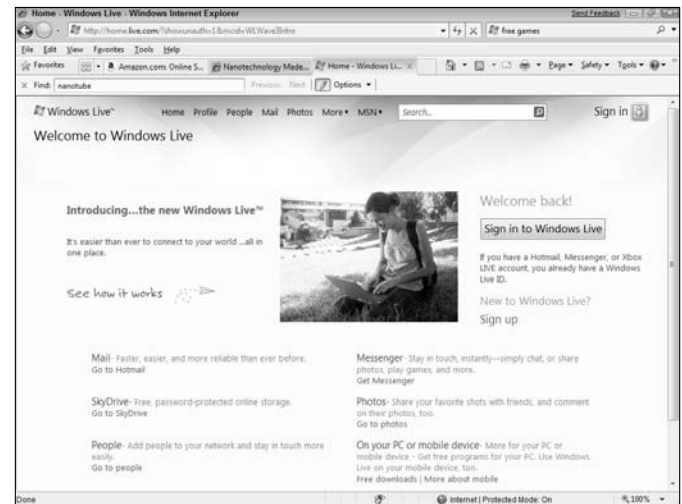 Home - Windows Live - Windows Internet Explorer
Send Feedback
http://home.live.com/?showunauth=1&mcid=WLWave3Intro
free games
File Edit View Favorites Tools Help
Favorites
Amazon.com: Online S...
Nanotechnology Made...
Home - Windows Li...
Page Safety Tools
Find: nanotube
Previous Next
Options
Windows Live™
Home Profile People Mail Photos More MSN
Search...
Sign in
Welcome to Windows Live
Introducing...the new Windows Live™
It's easier than ever to connect to your world ...all in
one place.
See how it works
Welcome back!
Sign in to Windows Live
If you have a Hotmail, Messenger, or Xbox
LIVE account, you already have a Windows
Live ID.
New to Windows Live?
Sign up
Mail- Faster, easier, and more reliable than ever before.
Go to Hotmail
SkyDrive- Free, password-protected online storage.
Go to SkyDrive
People- Add people to your network and stay in touch more
easily.
Go to people
Messenger- Stay in touch, instantly—simply chat, or share
photos, play games, and more.
Get Messenger
Photos- Share your favorite shots with friends, and comment
on their photos, too.
Go to photos
On your PC or mobile device- More for your PC or
mobile device - Get free programs for your PC. Use Windows
Live on your mobile device, too.
Free downloads | More about mobile
Done
Internet | Protected Mode: On
100%